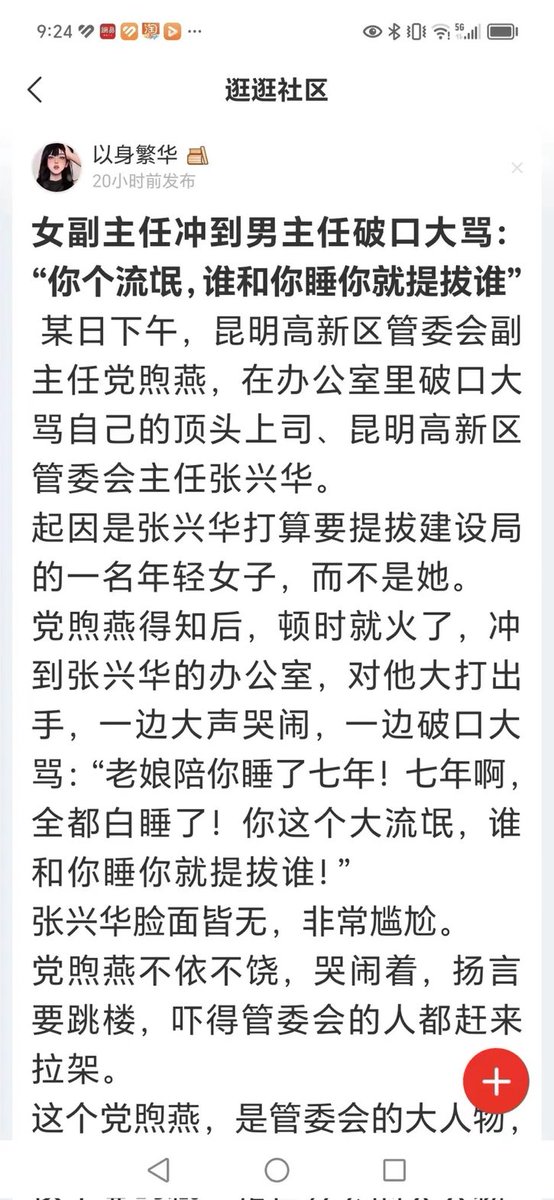 9:24
5G
逛逛社区
以身繁华
20小时前发布
女副主任冲到男主任破口大骂：
“你个流氓，谁和你睡你就提拔谁”
某日下午，昆明高新区管委会副
主任党煦燕，在办公室里破口大
骂自己的顶头上司、昆明高新区
管委会主任张兴华。
起因是张兴华打算要提拔建设局
的一名年轻女子，而不是她。
党煦燕得知后，顿时就火了，冲
到张兴华的办公室，对他大打出
手，一边大声哭闹，一边破口大
骂：“老娘陪你睡了七年！七年啊，
全都白睡了！你这个大流氓，谁
和你睡你就提拔谁！”
张兴华脸面皆无，非常尴尬。
党煦燕不依不饶，哭闹着，扬言
要跳楼，吓得管委会的人都赶来
拉架。
这个党煦燕，是管委会的大人物，